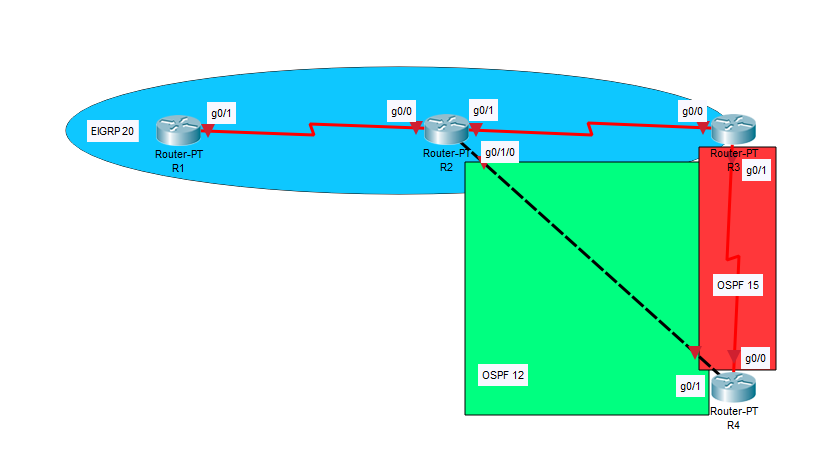 g0/1
g0/0
g0/1
g0/0
EIGRP 20
Router-PT
R1
Router-PT
R2
g0/1/0
Router-PT
R3
g0/1
OSPF 15
g0/0
OSPF 12
g0/1
Router-PT
R4